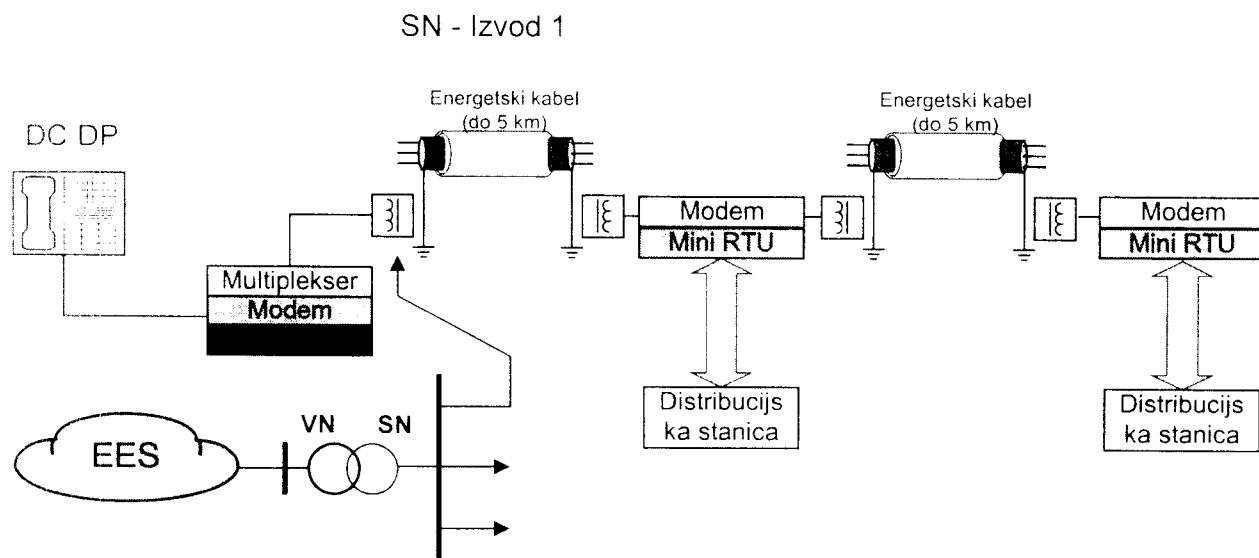 SN - Izvod 1
Energetski kabel
(do 5 km)
Energetski kabel
(do 5 km)
DC DP
Modem
Mini RTU
Modem
Mini RTU
Multiplekser
Modem
Distribucijs
ka stanica
Distribucijs
ka stanica
VN
SN
EES